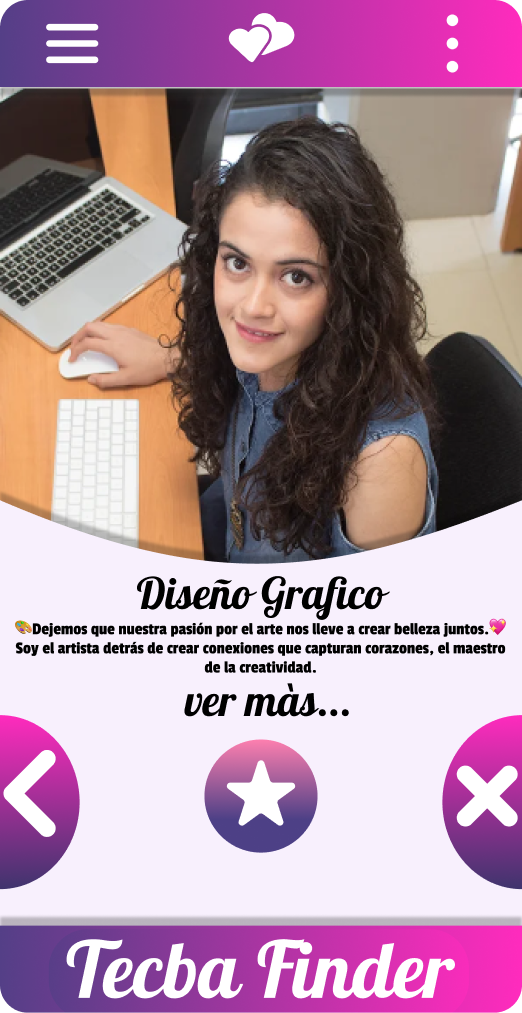 Diseño Grafico
🎨Dejemos que nuestra pasión por el arte nos lleve a crear belleza juntos.💖
Soy el artista detrás de crear conexiones que capturan corazones, el maestro
de la creatividad.
ver màs...
Tecba Finder